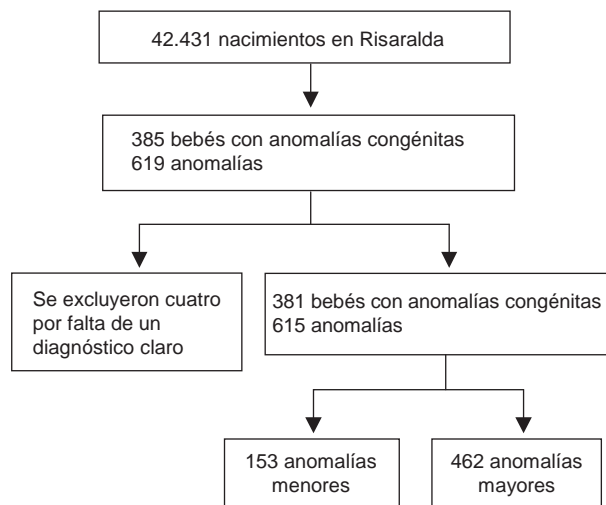 42.431 nacimientos en Risaralda
385 bebés con anomalías congénitas
619 anomalías
Se excluyeron cuatro
por falta de un
diagnóstico claro
381 bebés con anomalías congénitas
615 anomalías
153 anomalías
menores
462 anomalías
mayores